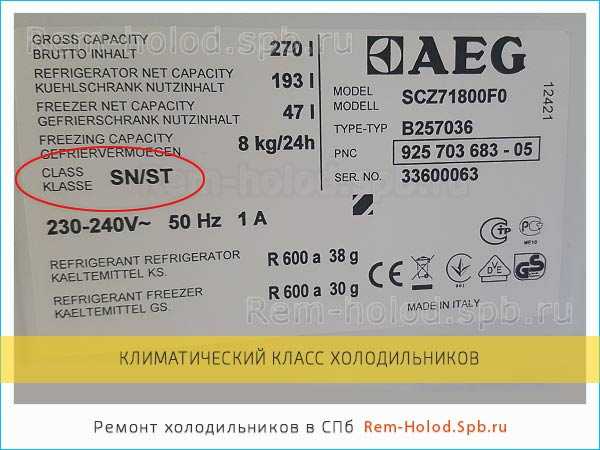 GROSS CAPACITY
BRUTTO INHALT 270 l
REFRIGERATOR NET CAPACITY
KUEHLSCHRANK NUTZINHALT 193 l
FREEZER NET CAPACITY
GEFRIERSCHRANK NUTZINHALT 47 l
FREEZING CAPACITY
GEFRIERVERMOEGEN 8 kg/24h
CLASS
KLASSE SN/ST
230-240V~ 50 Hz 1 A
REFRIGERANT REFRIGERATOR
KAELTEMITTEL KS. R 600 a 38 g
REFRIGERANT FREEZER
KAELTEMITTEL GS. R 600 a 30 g
AEG
MODEL
MODELL SCZ71800F0
TYPE-TYP B257036
PNC 925 703 683 - 05
SER. NO. 33600063
12421
MADE IN ITALY
Rem-holod.spb.ru
Rem-holod.spb.ru
Rem-holod.spb.ru
КЛИМАТИЧЕСКИЙ КЛАСС ХОЛОДИЛЬНИКОВ
Ремонт холодильников в СПб Rem-Holod.Spb.ru